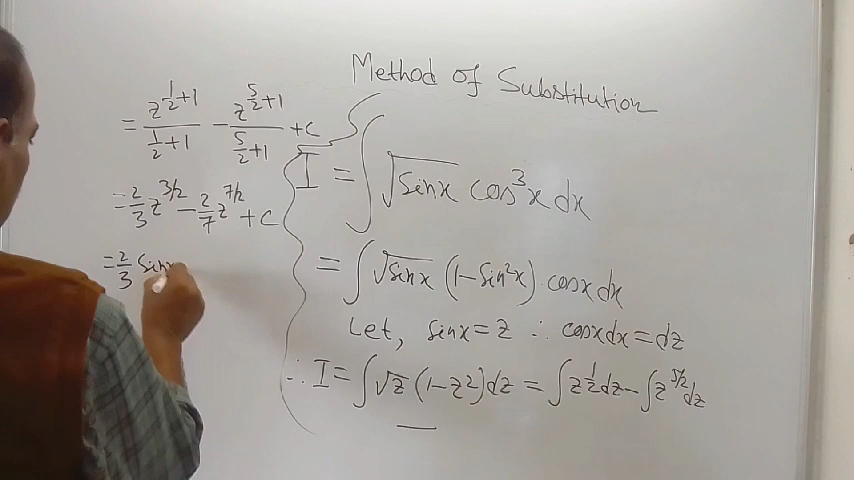 Method of Substitution
I = ∫ √sinx cos³x dx
= ∫ √sinx (1-sin²x) · cosx dx
Let, sinx = z ∴ cosx dx = dz
∴ I = ∫ √z (1-z²) dz = ∫ z^{1/2} dz - ∫ z^{5/2} dz
= z^{1/2+1}/(1/2+1) - z^{5/2+1}/(5/2+1) + c
= 2/3 z^{3/2} - 2/7 z^{7/2} + c
= 2/3 sinx